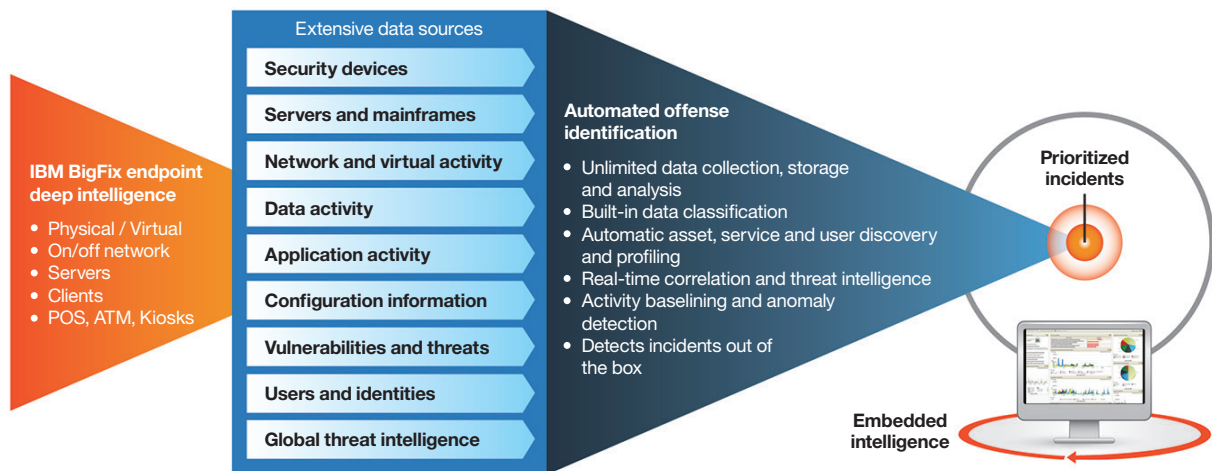 IBM BigFix endpoint
deep intelligence
• Physical / Virtual
• On/off network
• Servers
• Clients
• POS, ATM, Kiosks
Extensive data sources
Security devices
Servers and mainframes
Network and virtual activity
Data activity
Application activity
Configuration information
Vulnerabilities and threats
Users and identities
Global threat intelligence
Automated offense
identification
• Unlimited data collection, storage
and analysis
• Built-in data classification
• Automatic asset, service and user discovery
and profiling
• Real-time correlation and threat intelligence
• Activity baselining and anomaly
detection
• Detects incidents out of
the box
Prioritized
incidents
Embedded
intelligence